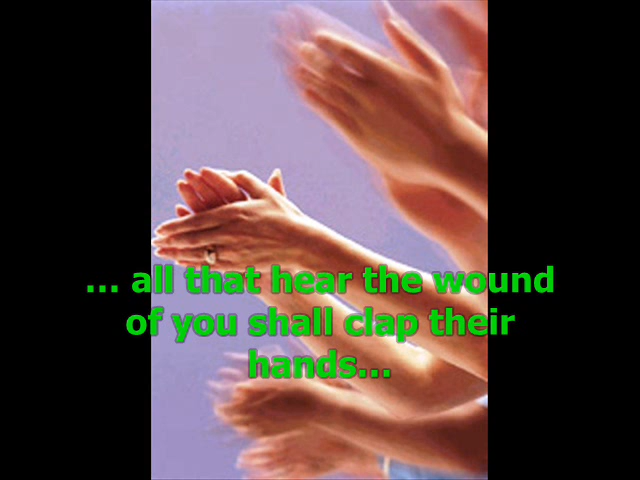 ... all that hear the wound
of you shall clap their
hands...